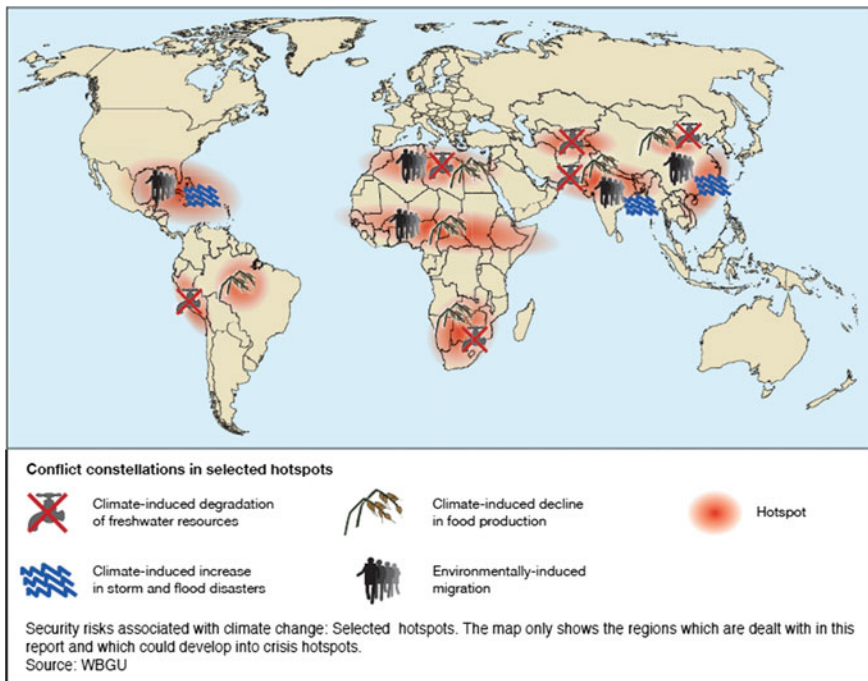 Conflict constellations in selected hotspots
Climate-induced degradation
of freshwater resources
Climate-induced decline
in food production
Hotspot
Climate-induced increase
in storm and flood disasters
Environmentally-induced
migration
Security risks associated with climate change: Selected hotspots. The map only shows the regions which are dealt with in this
report and which could develop into crisis hotspots.
Source: WBGU